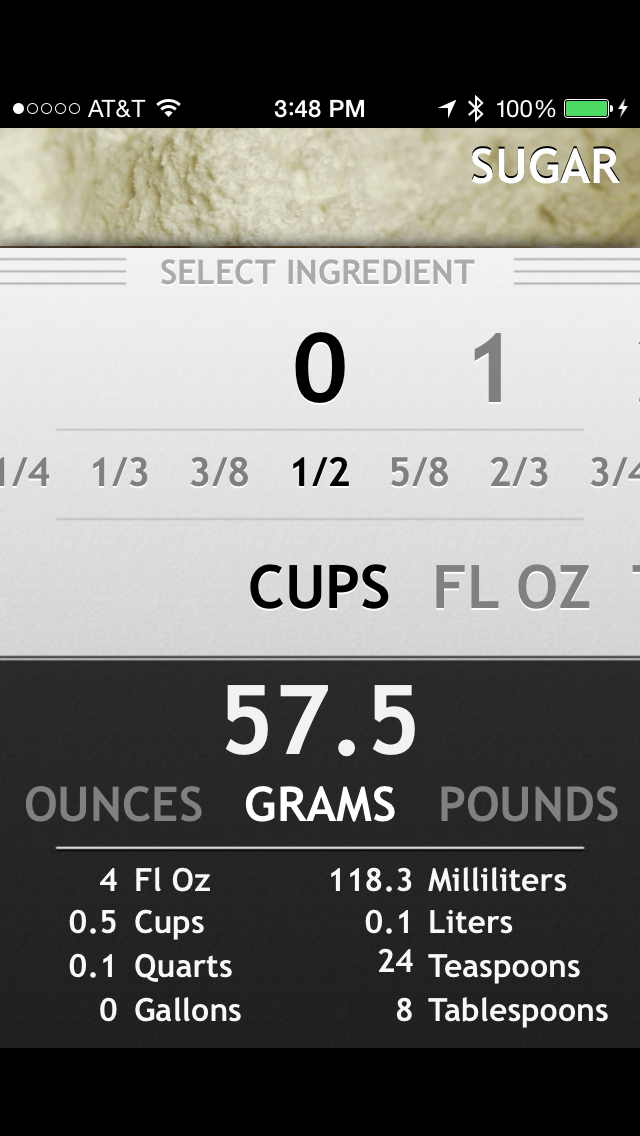 AT&T 3:48 PM 100%
SUGAR
SELECT INGREDIENT
0 1
1/4 1/3 3/8 1/2 5/8 2/3 3/4
CUPS FL OZ
57.5
OUNCES GRAMS POUNDS
4 Fl Oz 118.3 Milliliters
0.5 Cups 0.1 Liters
0.1 Quarts 24 Teaspoons
0 Gallons 8 Tablespoons